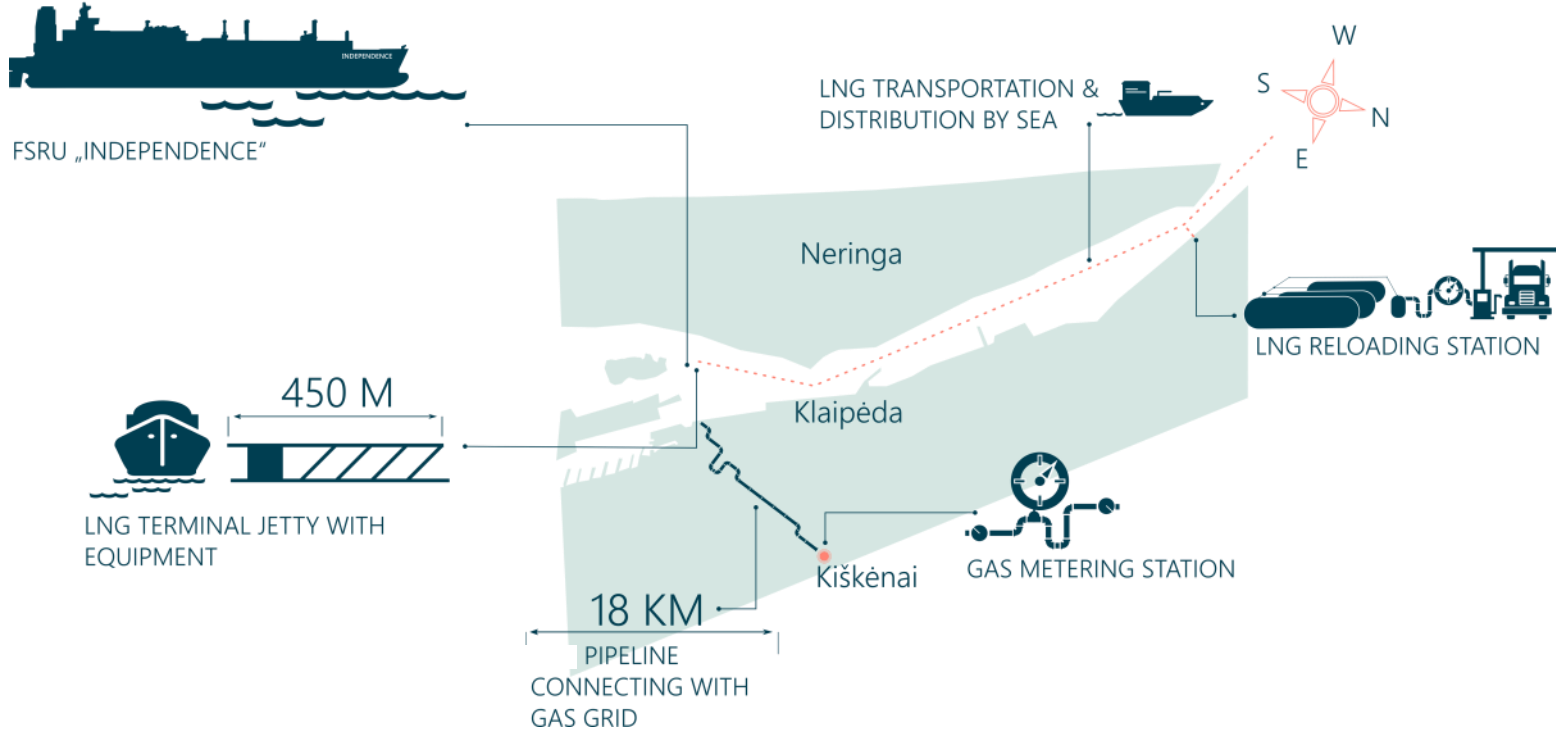 INDEPENDENCE
FSRU „INDEPENDENCE“
LNG TRANSPORTATION &
DISTRIBUTION BY SEA
W
S
N
E
Neringa
LNG RELOADING STATION
450 M
Klaipėda
LNG TERMINAL JETTY WITH
EQUIPMENT
GAS METERING STATION
Kiškėnai
18 KM
PIPELINE
CONNECTING WITH
GAS GRID